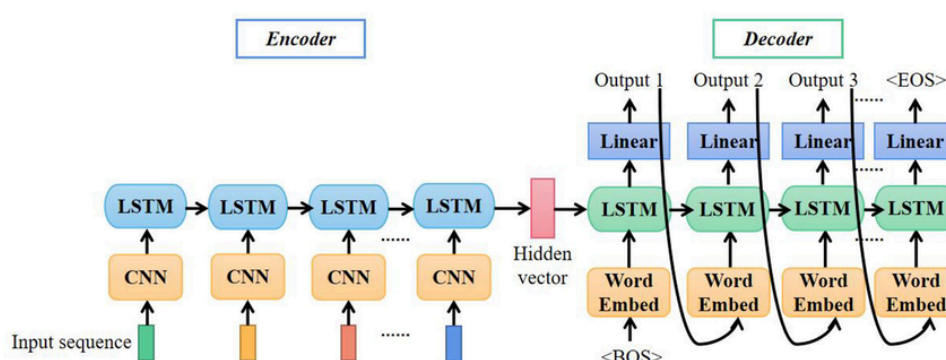 Encoder
Decoder
Output 1 Output 2 Output 3 <EOS>
......
Linear Linear Linear Linear
......
LSTM LSTM LSTM LSTM LSTM LSTM LSTM LSTM
...... ......
Hidden
vector
CNN CNN CNN CNN
Word Embed Word Embed Word Embed Word Embed
Input sequence ......
<BOS>